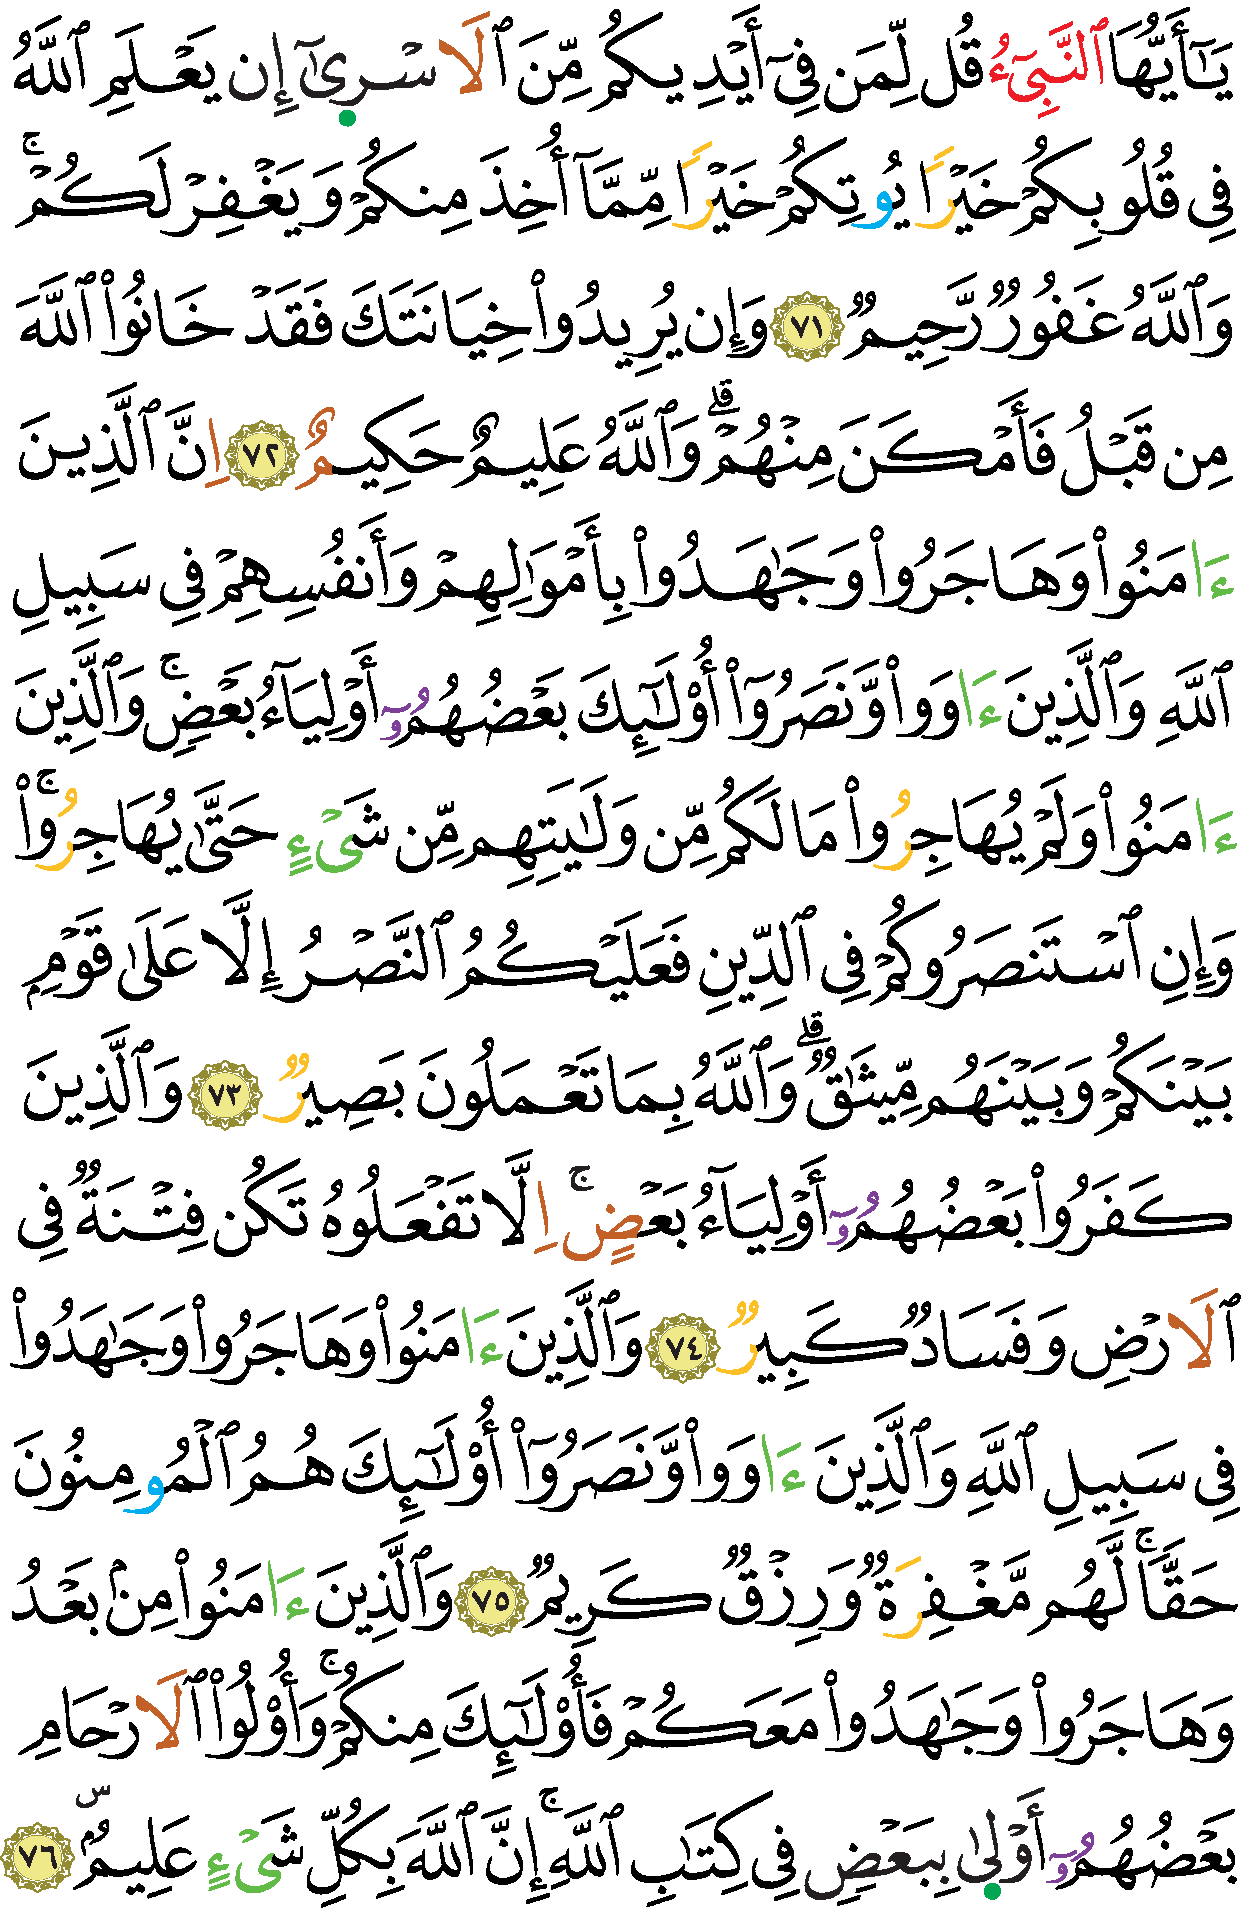 يَٰٓأَيُّهَا ٱلنَّبِيٓءُ قُل لِّمَن فِيٓ أَيْدِيكُم مِّنَ ٱلَاسْرۭىٰٓ إِن يَعْلَمِ ٱللَّهُ
فِي قُلُوبِكُمْ خَيْرًا يُوتِكُمْ خَيْرًا مِّمَّآ أُخِذَ مِنكُمْ وَيَغْفِرْ لَكُمْۚ
وَٱللَّهُ غَفُورٌ رَّحِيمٌ ٧١ وَإِن يُرِيدُواْ خِيَانَتَكَ فَقَدْ خَانُواْ ٱللَّهَ
مِن قَبْلُ فَأَمْكَنَ مِنْهُمْۗ وَٱللَّهُ عَلِيمٌ حَكِيمٌ ٧٢ اِنَّ ٱلَّذِينَ
ءَامَنُواْ وَهَاجَرُواْ وَجَٰهَدُواْ بِأَمْوَٰلِهِمْ وَأَنفُسِهِمْ فِي سَبِيلِ
ٱللَّهِ وَٱلَّذِينَ ءَاوَواْ وَّنَصَرُوٓاْ أُوْلَٰٓئِكَ بَعْضُهُمُۥٓ أَوْلِيَآءُ بَعْضٍۚ وَٱلَّذِينَ
ءَامَنُواْ وَلَمْ يُهَاجِرُواْ مَا لَكُم مِّن وَلَٰيَتِهِم مِّن شَيْءٍ حَتَّىٰ يُهَاجِرُواْۚ
وَإِنِ ٱسْتَنصَرُوكُمْ فِي ٱلدِّينِ فَعَلَيْكُمُ ٱلنَّصْرُ إِلَّا عَلَىٰ قَوْمِۭ
بَيْنَكُمْ وَبَيْنَهُم مِّيثَٰقٌۗ وَٱللَّهُ بِمَا تَعْمَلُونَ بَصِيرٌ ٧٣ وَٱلَّذِينَ
كَفَرُواْ بَعْضُهُمُۥٓ أَوْلِيَآءُ بَعْضٍۚ اِلَّا تَفْعَلُوهُ تَكُن فِتْنَةٌ فِي
ٱلَارْضِ وَفَسَادٌ كَبِيرٌ ٧٤ وَٱلَّذِينَ ءَامَنُواْ وَهَاجَرُواْ وَجَٰهَدُواْ
فِي سَبِيلِ ٱللَّهِ وَٱلَّذِينَ ءَاوَواْ وَّنَصَرُوٓاْ أُوْلَٰٓئِكَ هُمُ ٱلْمُومِنُونَ
حَقًّاۚ لَّهُم مَّغْفِرَةٌ وَرِزْقٌ كَرِيمٌ ٧٥ وَٱلَّذِينَ ءَامَنُواْ مِنۢ بَعْدُ
وَهَاجَرُواْ وَجَٰهَدُواْ مَعَكُمْ فَأُوْلَٰٓئِكَ مِنكُمْۚ وَأُوْلُواْ ٱلَارْحَامِ
بَعْضُهُمُۥٓ أَوْلۭىٰ بِبَعْضٍ فِي كِتَٰبِ ٱللَّهِۚ إِنَّ ٱللَّهَ بِكُلِّ شَيْءٍ عَلِيمُۢ س ٧٦